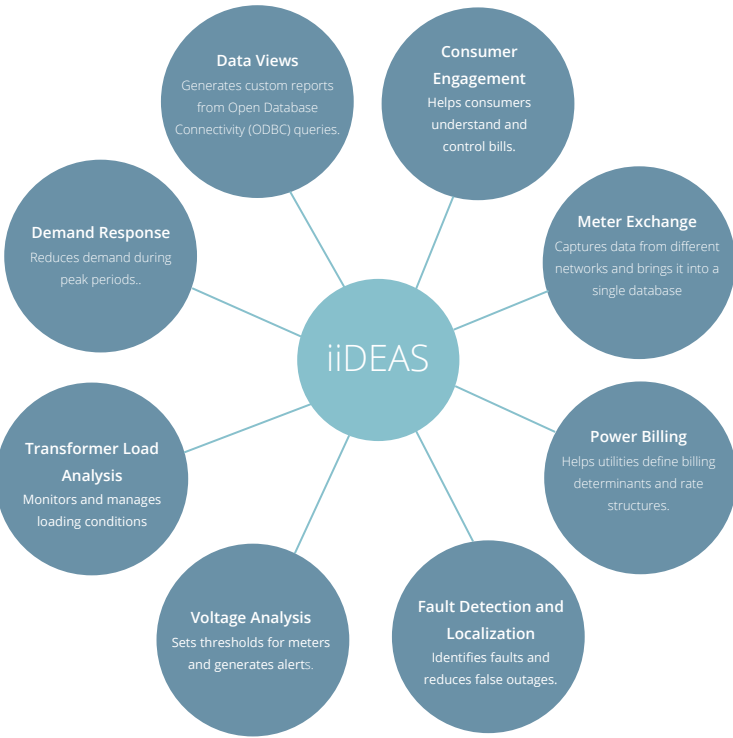 Data Views
Generates custom reports
from Open Database
Connectivity (ODBC) queries.
Consumer
Engagement
Helps consumers
understand and
control bills.
Demand Response
Reduces demand during
peak periods..
Meter Exchange
Captures data from different
networks and brings it into a
single database
iiDEAS
Transformer Load
Analysis
Monitors and manages
loading conditions
Power Billing
Helps utilities define billing
determinants and rate
structures.
Voltage Analysis
Sets thresholds for meters
and generates alerts.
Fault Detection and
Localization
Identifies faults and
reduces false outages.